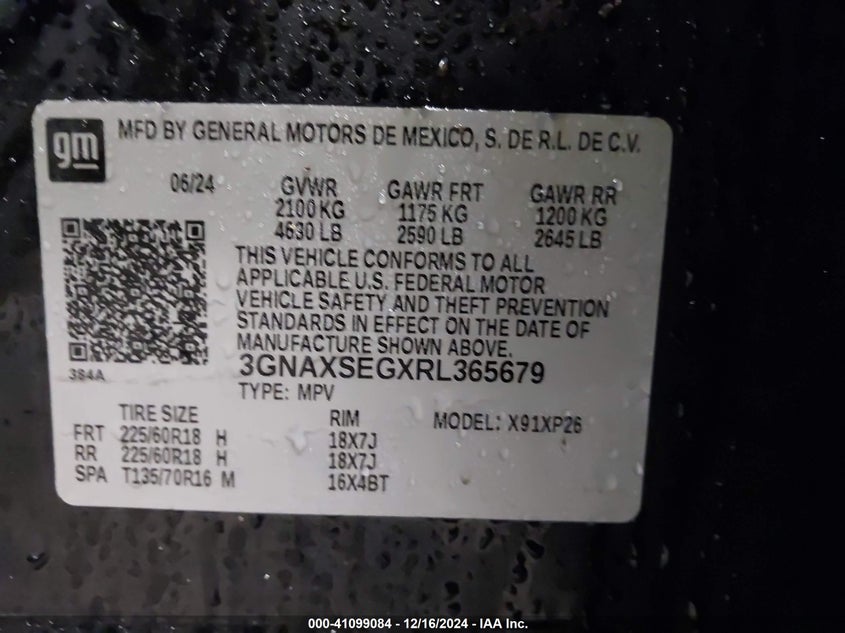 gm
MFD BY GENERAL MOTORS DE MEXICO, S. DE R.L. DE C.V.
06/24 GVWR GAWR FRT GAWR RR
2100 KG 1175 KG 1200 KG
4630 LB 2590 LB 2645 LB
THIS VEHICLE CONFORMS TO ALL
APPLICABLE U.S. FEDERAL MOTOR
VEHICLE SAFETY AND THEFT PREVENTION
STANDARDS IN EFFECT ON THE DATE OF
MANUFACTURE SHOWN ABOVE.
384A 3GNAXSEGXRL365679
TYPE: MPV
TIRE SIZE RIM MODEL: X91XP26
FRT 225/60R18 H 18X7J
RR 225/60R18 H 18X7J
SPA T135/70R16 M 16X4BT
000-41099084 - 12/16/2024 - IAA Inc.